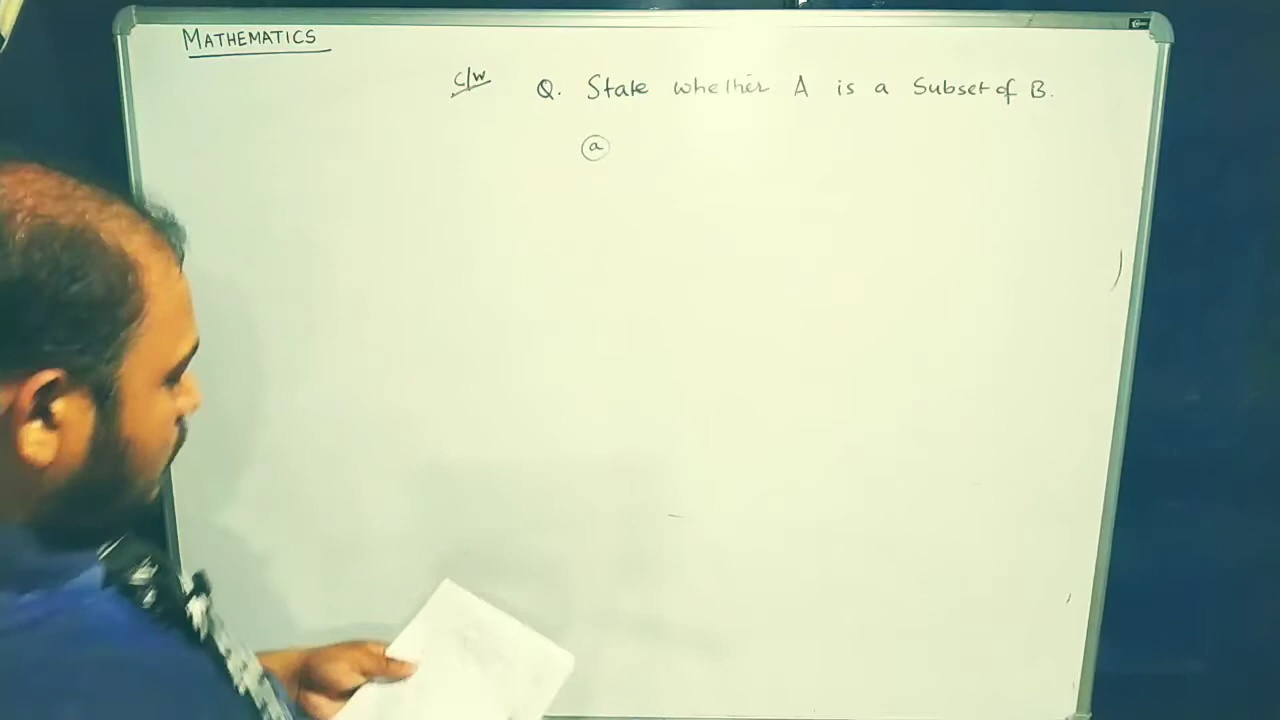 MATHEMATICS
C/W Q. State whether A is a Subset of B.
ⓐ